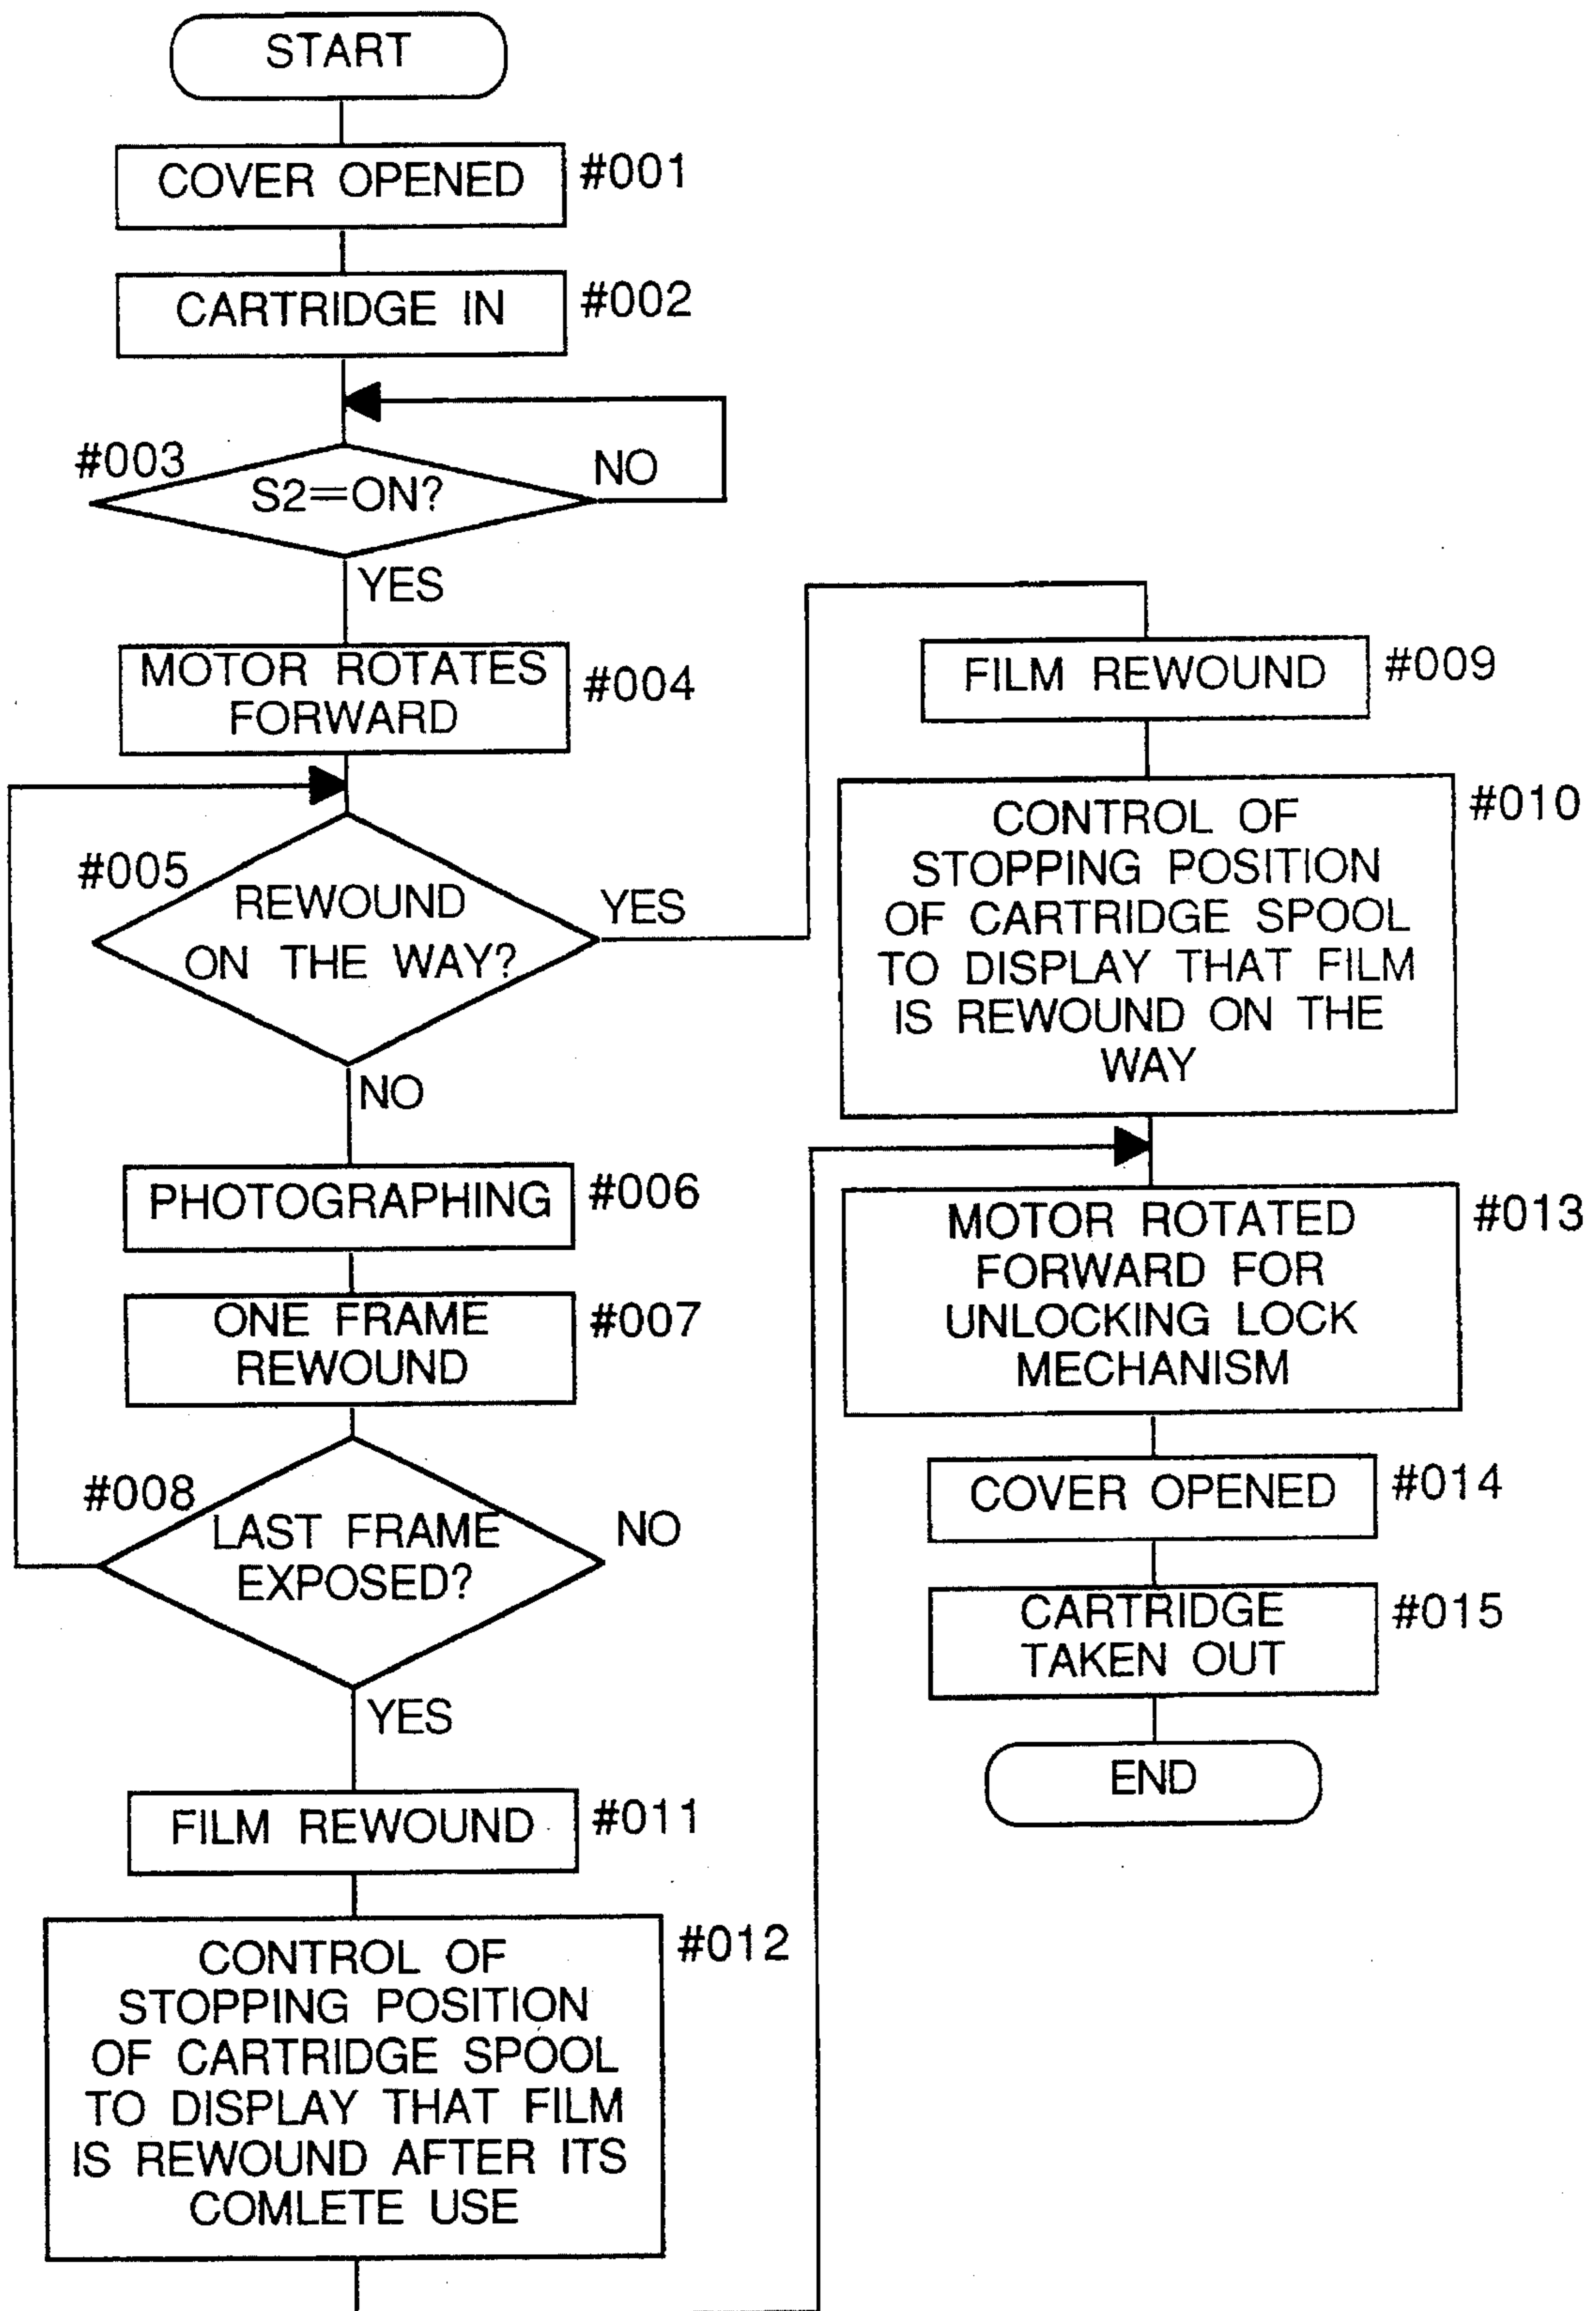 START
COVER OPENED
#001
CARTRIDGE IN
#002
#003
S2=ON?
NO
YES
MOTOR ROTATES
FORWARD
#004
#005
REWOUND
ON THE WAY?
YES
NO
PHOTOGRAPHING
#006
ONE FRAME
REWOUND
#007
#008
LAST FRAME
EXPOSED?
NO
YES
FILM REWOUND
#011
CONTROL OF
STOPPING POSITION
OF CARTRIDGE SPOOL
TO DISPLAY THAT FILM
IS REWOUND AFTER ITS
COMLETE USE
#012
FILM REWOUND
#009
CONTROL OF
STOPPING POSITION
OF CARTRIDGE SPOOL
TO DISPLAY THAT FILM
IS REWOUND ON THE
WAY
#010
MOTOR ROTATED
FORWARD FOR
UNLOCKING LOCK
MECHANISM
#013
COVER OPENED
#014
CARTRIDGE
TAKEN OUT
#015
END